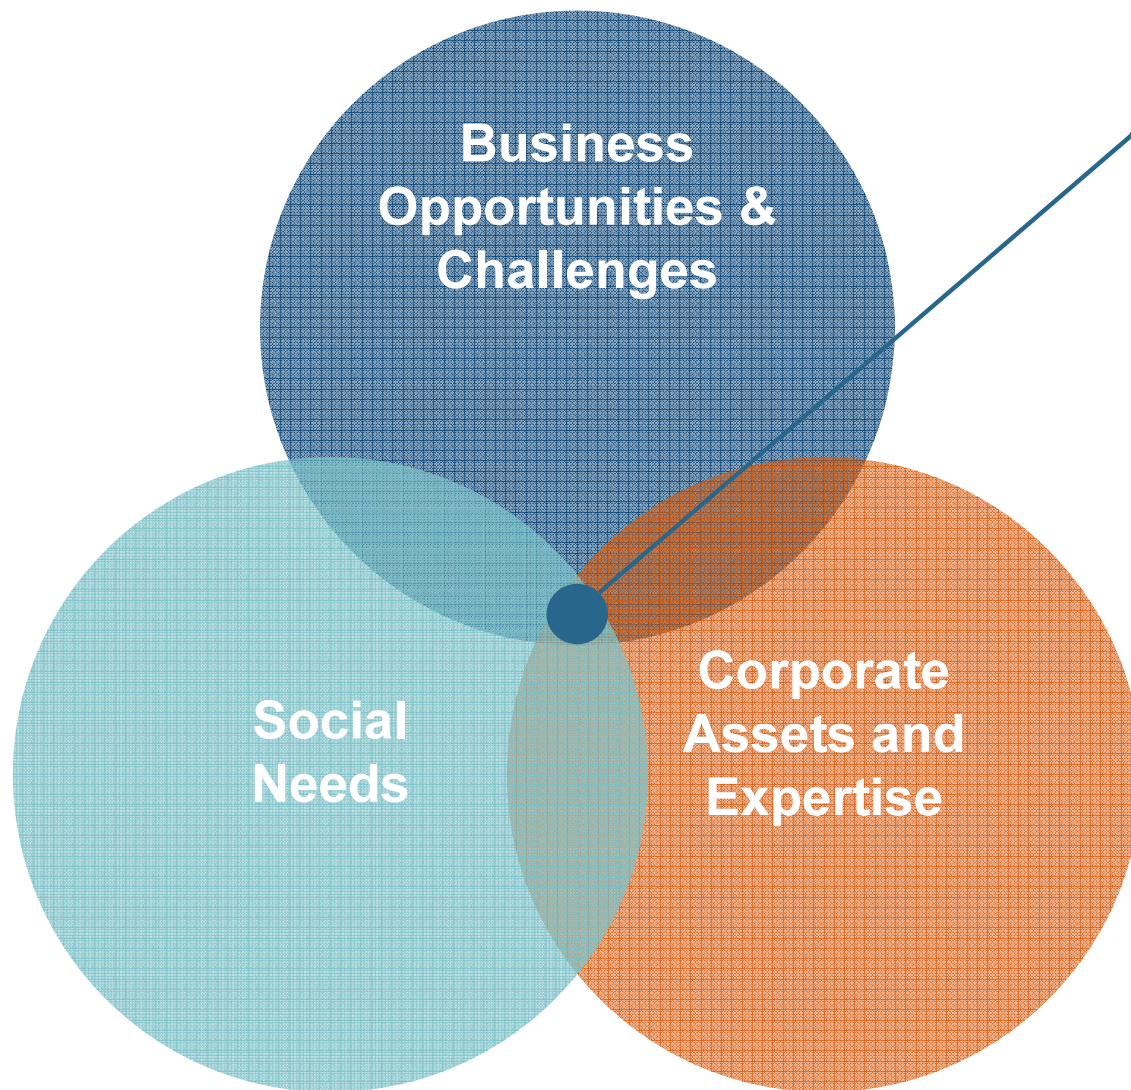 Business
Opportunities &
Challenges
Social
Needs
Corporate
Assets and
Expertise